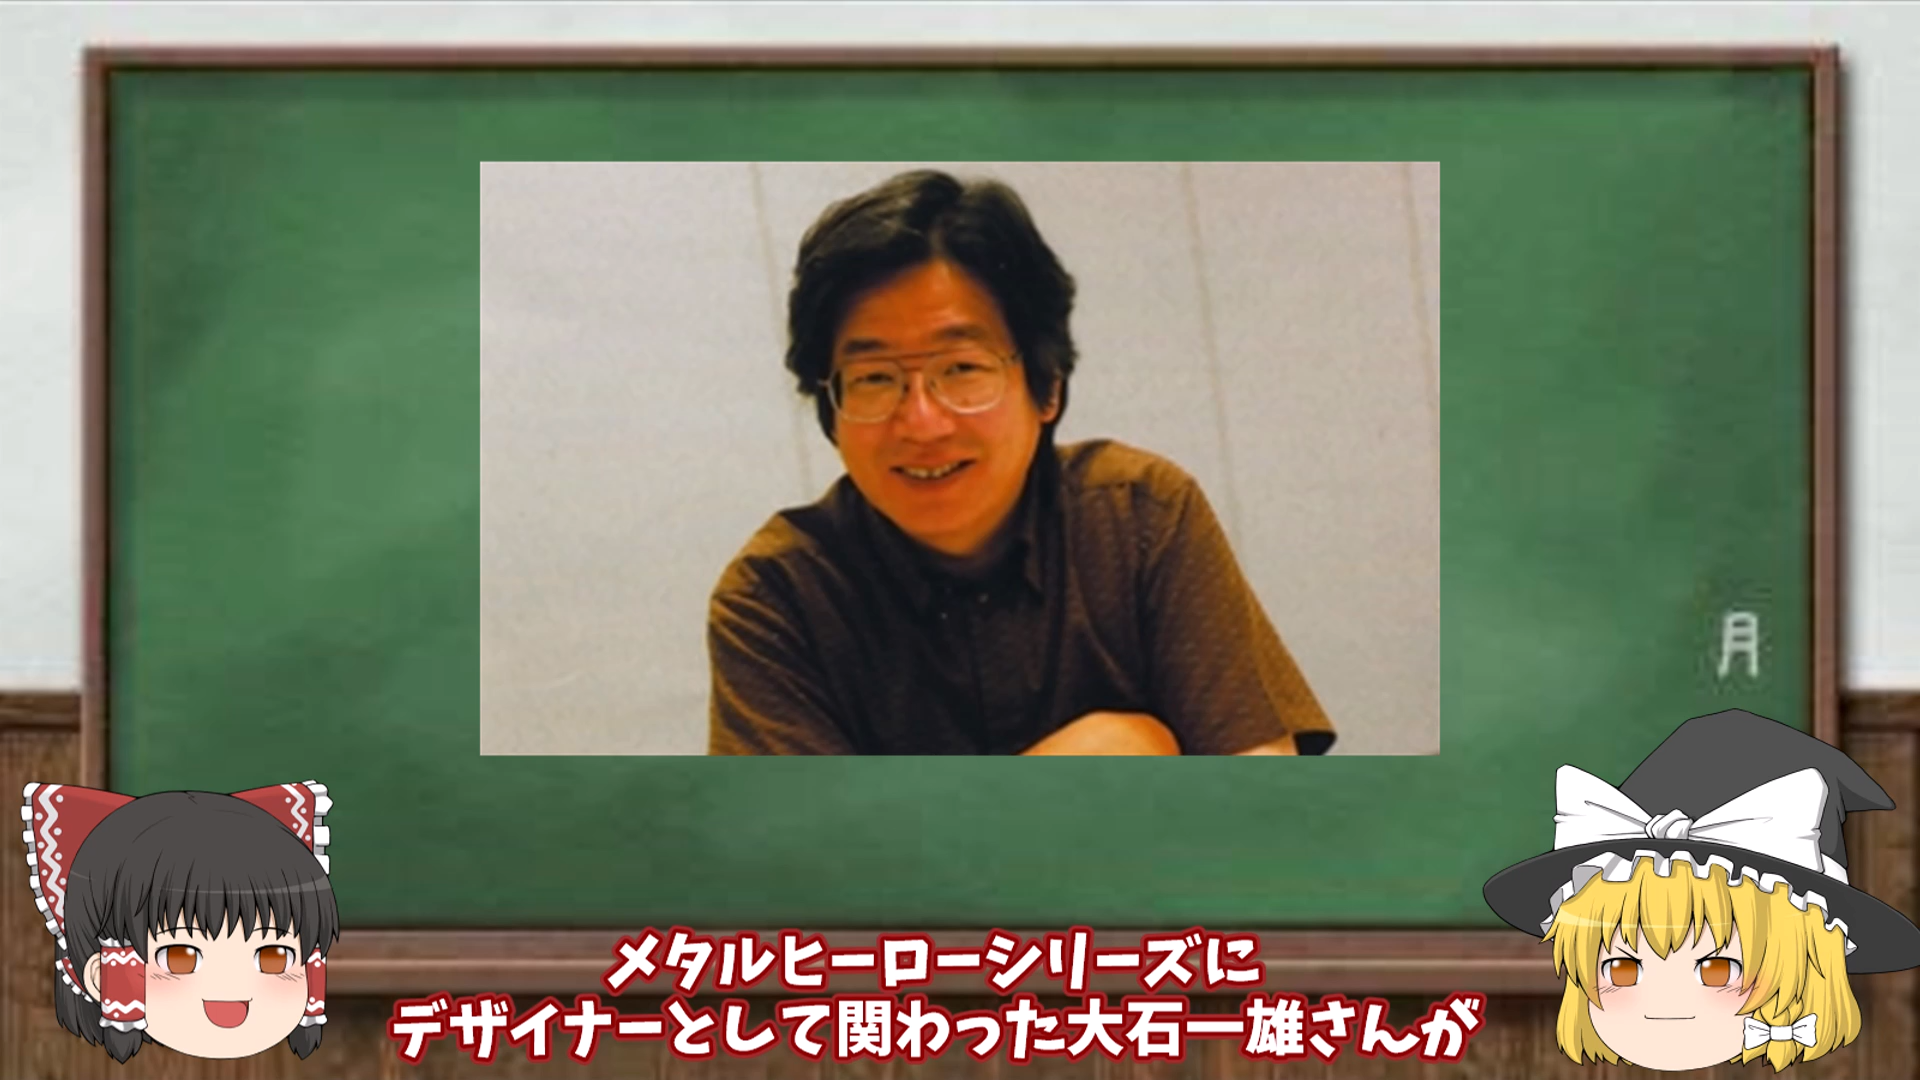 月
メタルヒーローシリーズに
デザイナーとして関わった大石一雄さんが